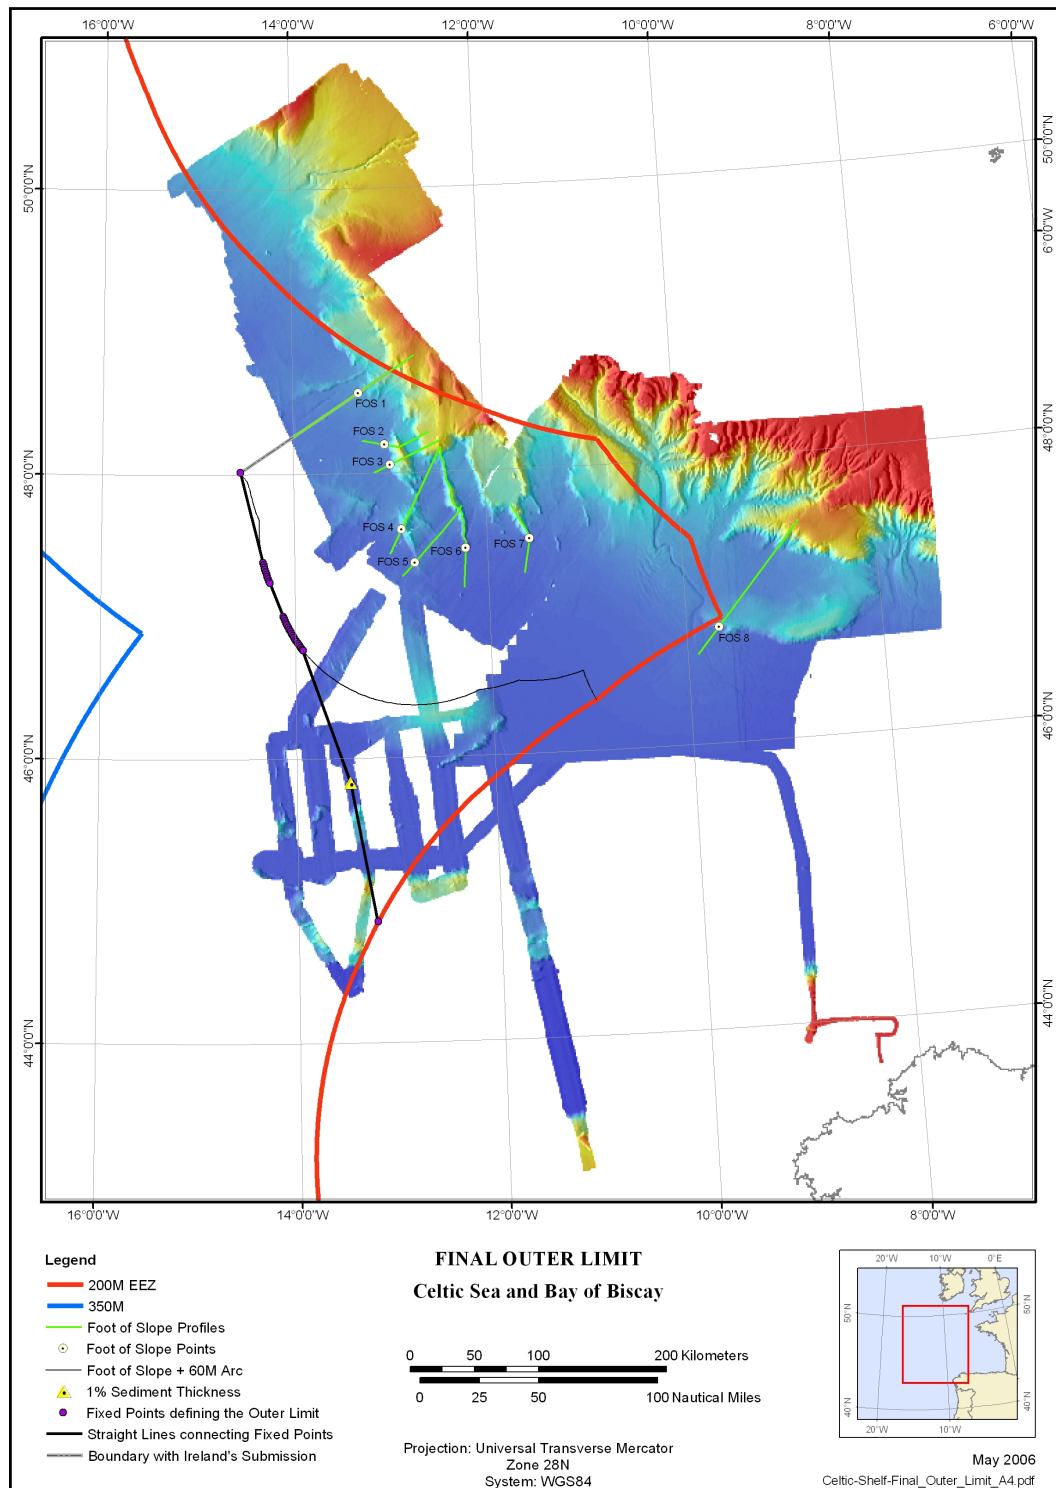 16°0'0"W 14°0'0"W 12°0'0"W 10°0'0"W 8°0'0"W 6°0'0"W
50°0'0"N
50°0'0"N
6°0'0"W
48°0'0"N
48°0'0"N
46°0'0"N
46°0'0"N
44°0'0"N
44°0'0"N
FOS 1
FOS 2
FOS 3
FOS 4
FOS 5
FOS 6
FOS 7
FOS 8
16°0'0"W 14°0'0"W 12°0'0"W 10°0'0"W 8°0'0"W
Legend
200M EEZ
350M
Foot of Slope Profiles
Foot of Slope Points
Foot of Slope + 60M Arc
1% Sediment Thickness
Fixed Points defining the Outer Limit
Straight Lines connecting Fixed Points
Boundary with Ireland's Submission
FINAL OUTER LIMIT
Celtic Sea and Bay of Biscay
0 50 100 200 Kilometers
0 25 50 100 Nautical Miles
Projection: Universal Transverse Mercator
Zone 28N
System: WGS84
20°W 10°W 0°E
50°N
50°N
40°N
40°N
20°W 10°W
May 2006
Celtic-Shelf-Final_Outer_Limit_A4.pdf